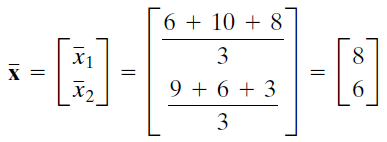 x̄ = [x̄₁ x̄₂] = [(6 + 10 + 8)/3 (9 + 6 + 3)/3] = [8 6]